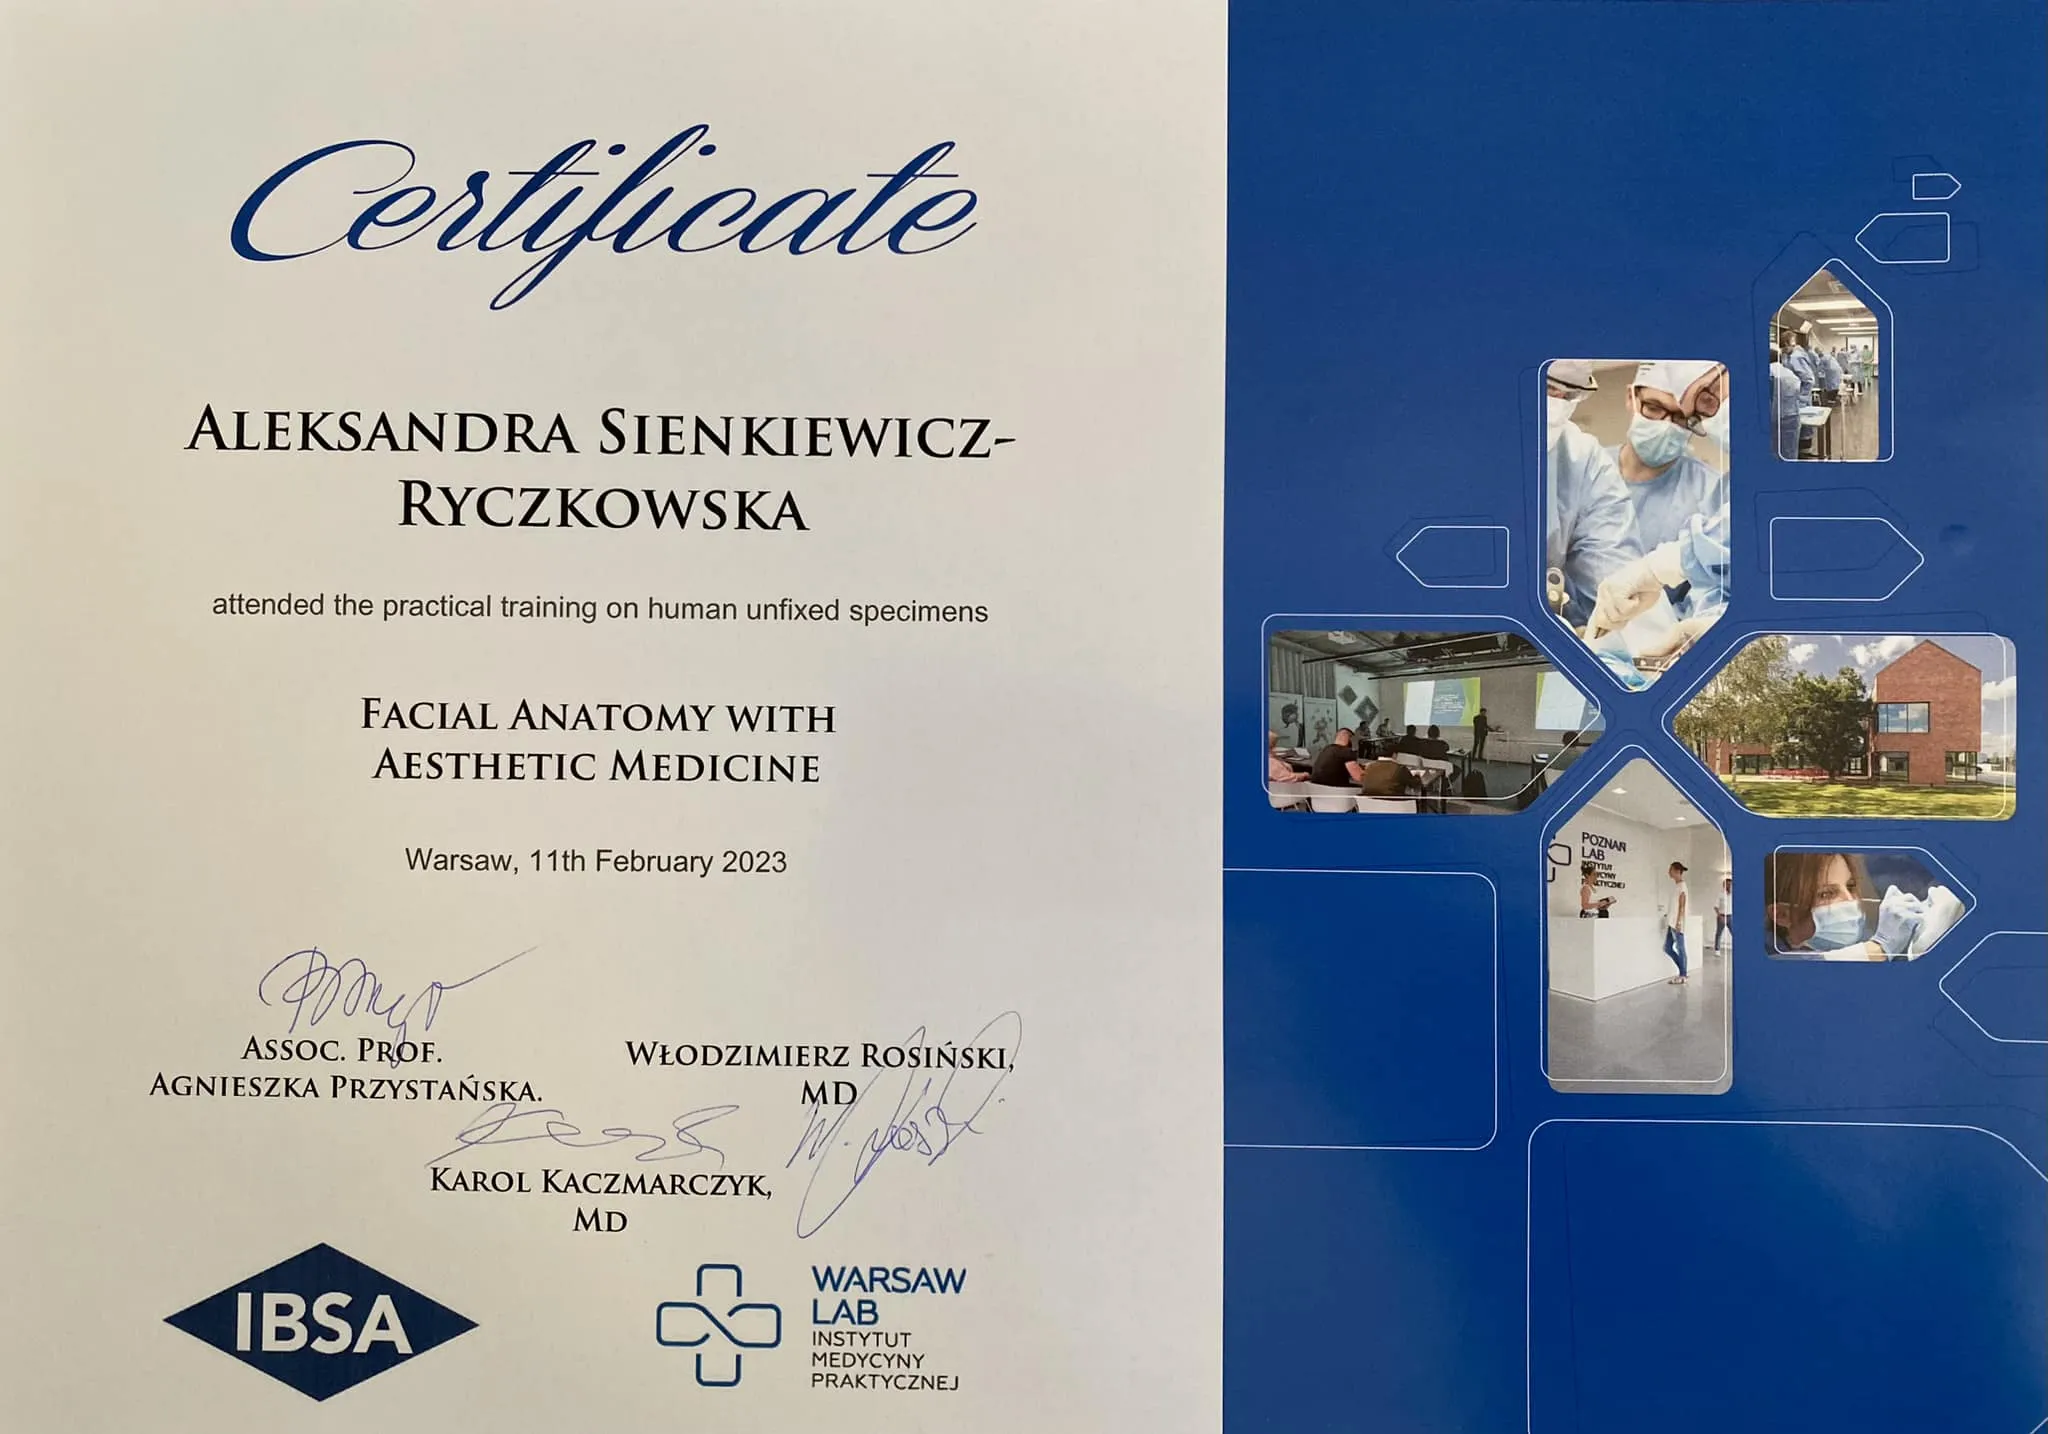 Certificate
ALEKSANDRA SIENKIEWICZ-
RYCZKOWSKA
attended the practical training on human unfixed specimens
FACIAL ANATOMY WITH
AESTHETIC MEDICINE
Warsaw, 11th February 2023
ASSOC. PROF.
AGNIESZKA PRZYSTAŃSKA.
WŁODZIMIERZ ROSIŃSKI,
MD
KAROL KACZMARCZYK,
MD
IBSA
WARSAW
LAB
INSTYTUT
MEDYCYNY
PRAKTYCZNEJ
POZNAŃ
LAB
INSTYTUT